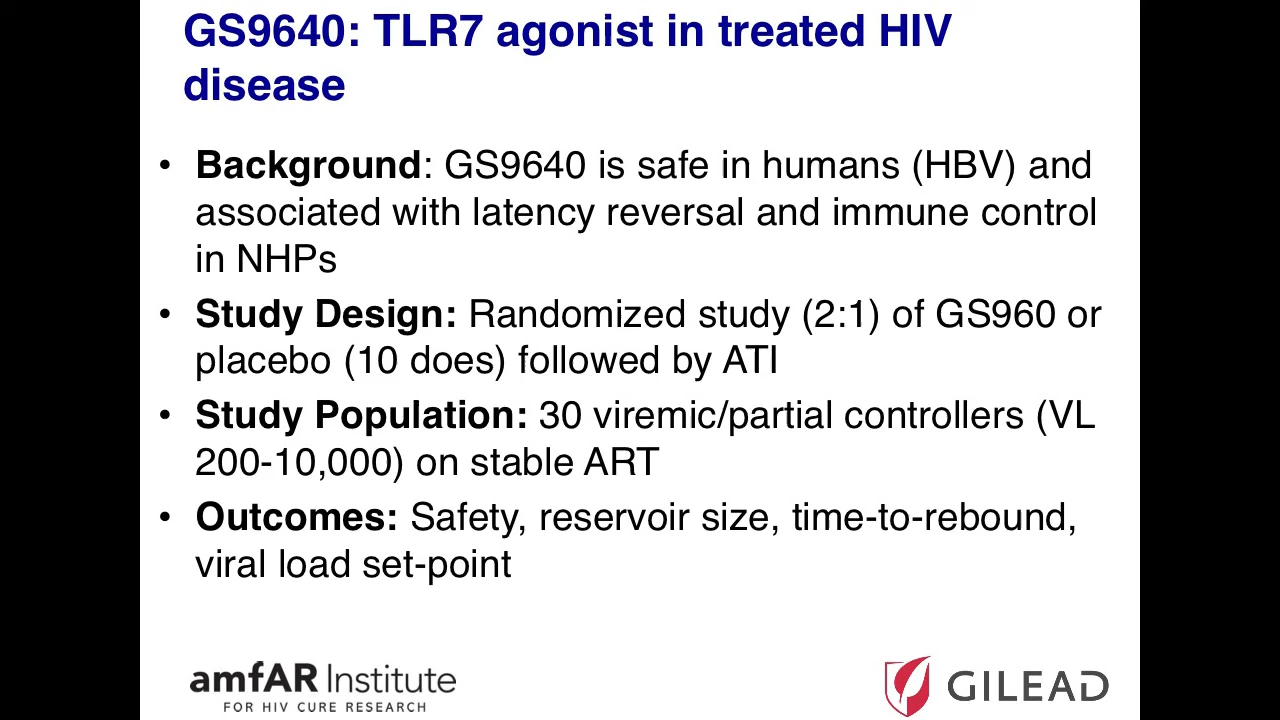 GS9640: TLR7 agonist in treated HIV
disease
• Background: GS9640 is safe in humans (HBV) and
associated with latency reversal and immune control
in NHPs
• Study Design: Randomized study (2:1) of GS960 or
placebo (10 does) followed by ATI
• Study Population: 30 viremic/partial controllers (VL
200-10,000) on stable ART
• Outcomes: Safety, reservoir size, time-to-rebound,
viral load set-point
amfAR Institute
FOR HIV CURE RESEARCH
GILEAD